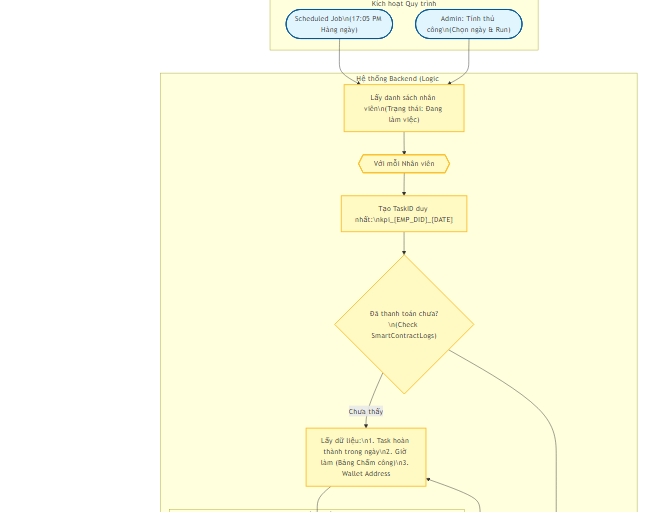 Kích hoạt Quy trình
Scheduled Job\n(17:05 PM
Hàng ngày)
Admin: Tính thủ
công\n(Chọn ngày & Run)
Hệ thống Backend (Logic
Lấy danh sách nhân
viên\n(Trạng thái: Đang
làm việc)
Với mỗi Nhân viên
Tạo TaskID duy
nhất:\nkpi_[EMP_DID]_[DATE]
Đã thanh toán chưa?
\n(Check
SmartContractLogs)
Chưa thấy
Lấy dữ liệu:\n1. Task hoàn
thành trong ngày\n2. Giờ
làm (Bảng Chấm công)\n3.
Wallet Address